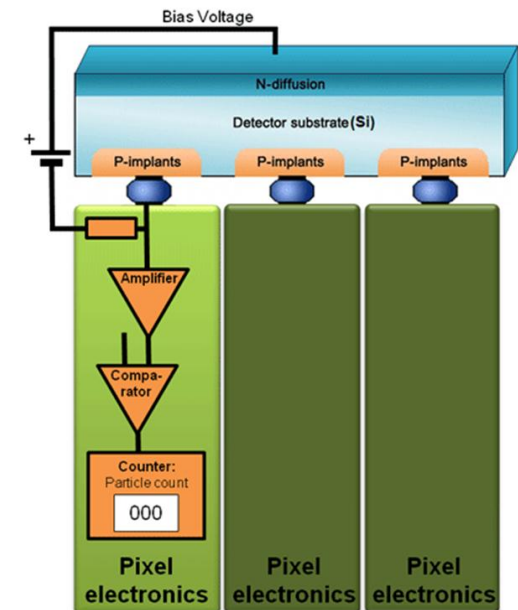 Bias Voltage
N-diffusion
Detector substrate(Si)
+
P-implants
P-implants
P-implants
Amplifier
Compa-
rator
Counter:
Particle count
000
Pixel
electronics
Pixel
electronics
Pixel
electronics